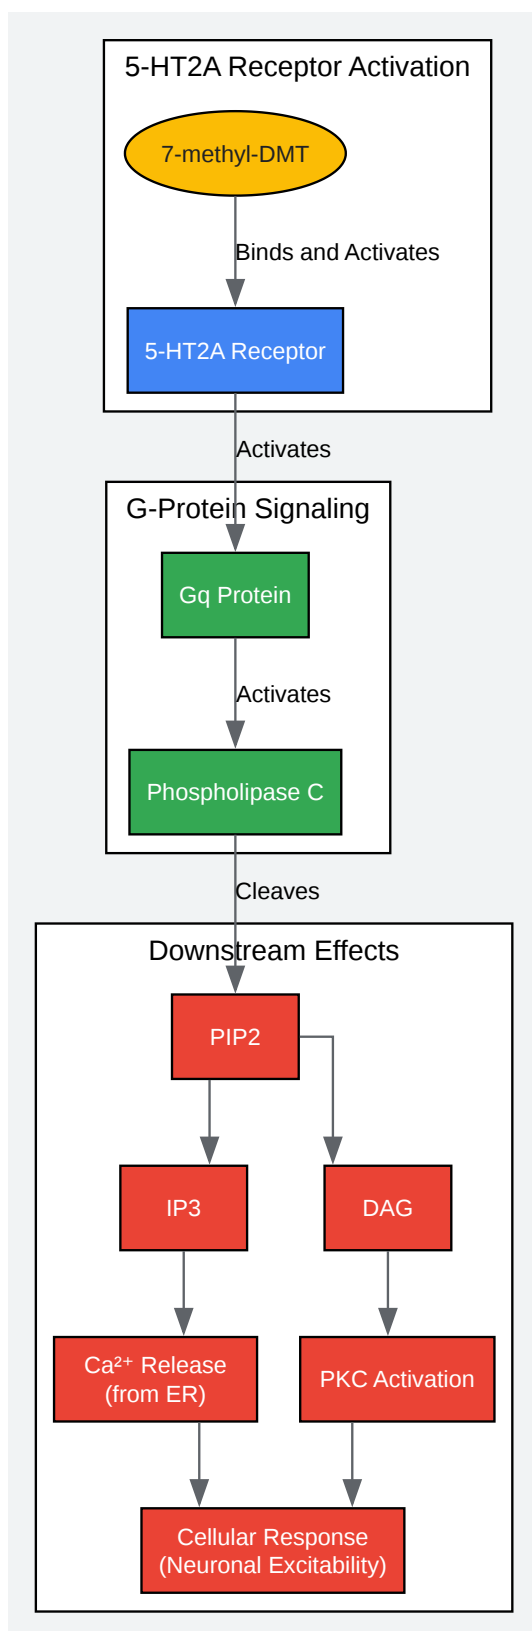 5-HT2A Receptor Activation
7-methyl-DMT
Binds and Activates
5-HT2A Receptor
Activates
G-Protein Signaling
Gq Protein
Activates
Phospholipase C
Cleaves
Downstream Effects
PIP2
IP3
DAG
Ca²⁺ Release
(from ER)
PKC Activation
Cellular Response
(Neuronal Excitability)